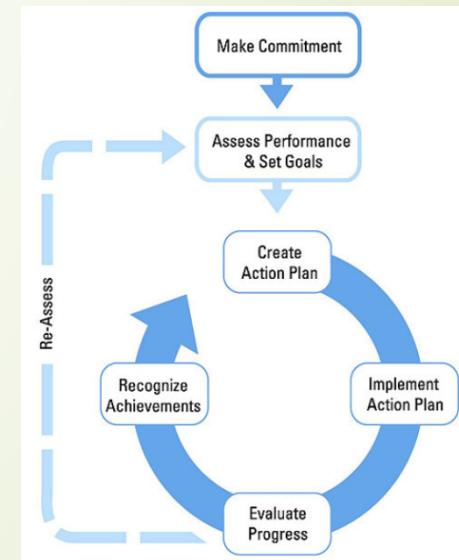 Make Commitment
Assess Performance
& Set Goals
Create
Action Plan
Re-Assess
Recognize
Achievements
Implement
Action Plan
Evaluate
Progress